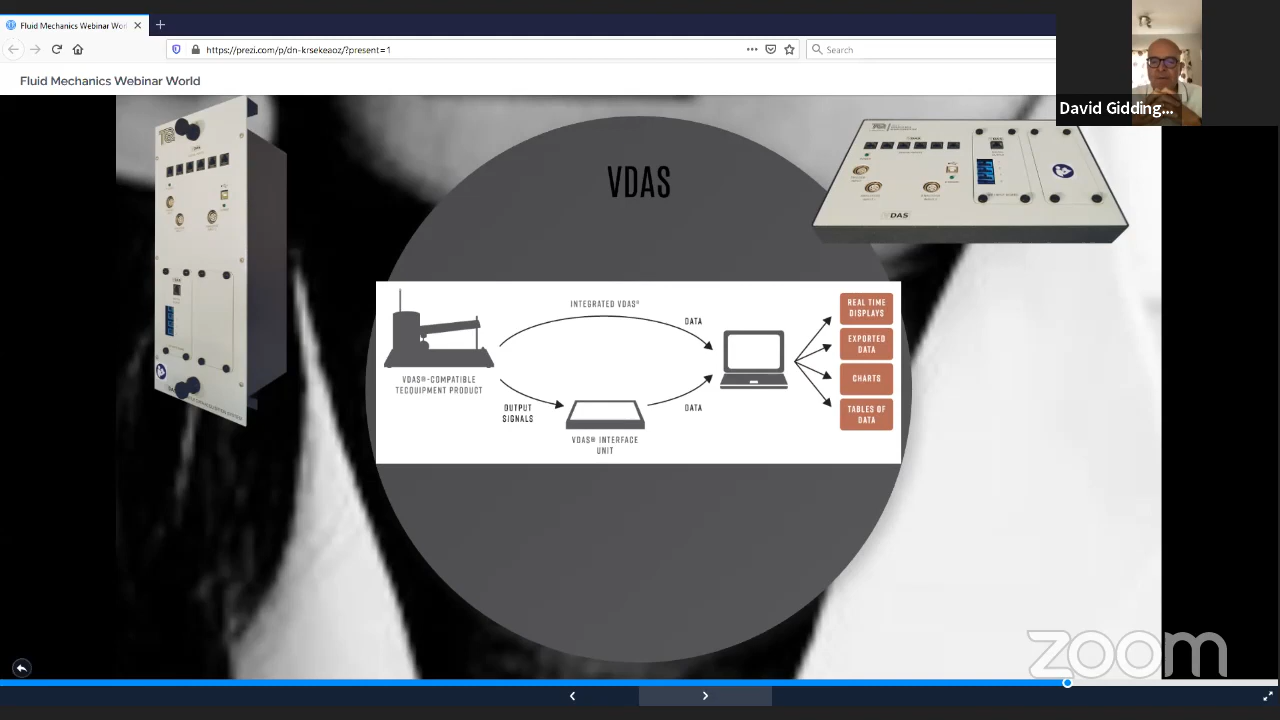 Fluid Mechanics Webinar Wor
https://prezi.com/p/dn-krsekeaoz/?present=1
Search
Fluid Mechanics Webinar World
David Gidding...
VDAS
INTEGRATED VDAS®
DATA
VDAS®-COMPATIBLE
TECQUIPMENT PRODUCT
OUTPUT
SIGNALS
DATA
VDAS® INTERFACE
UNIT
REAL TIME
DISPLAYS
EXPORTED
DATA
CHARTS
TABLES OF
DATA
DAS
zoom